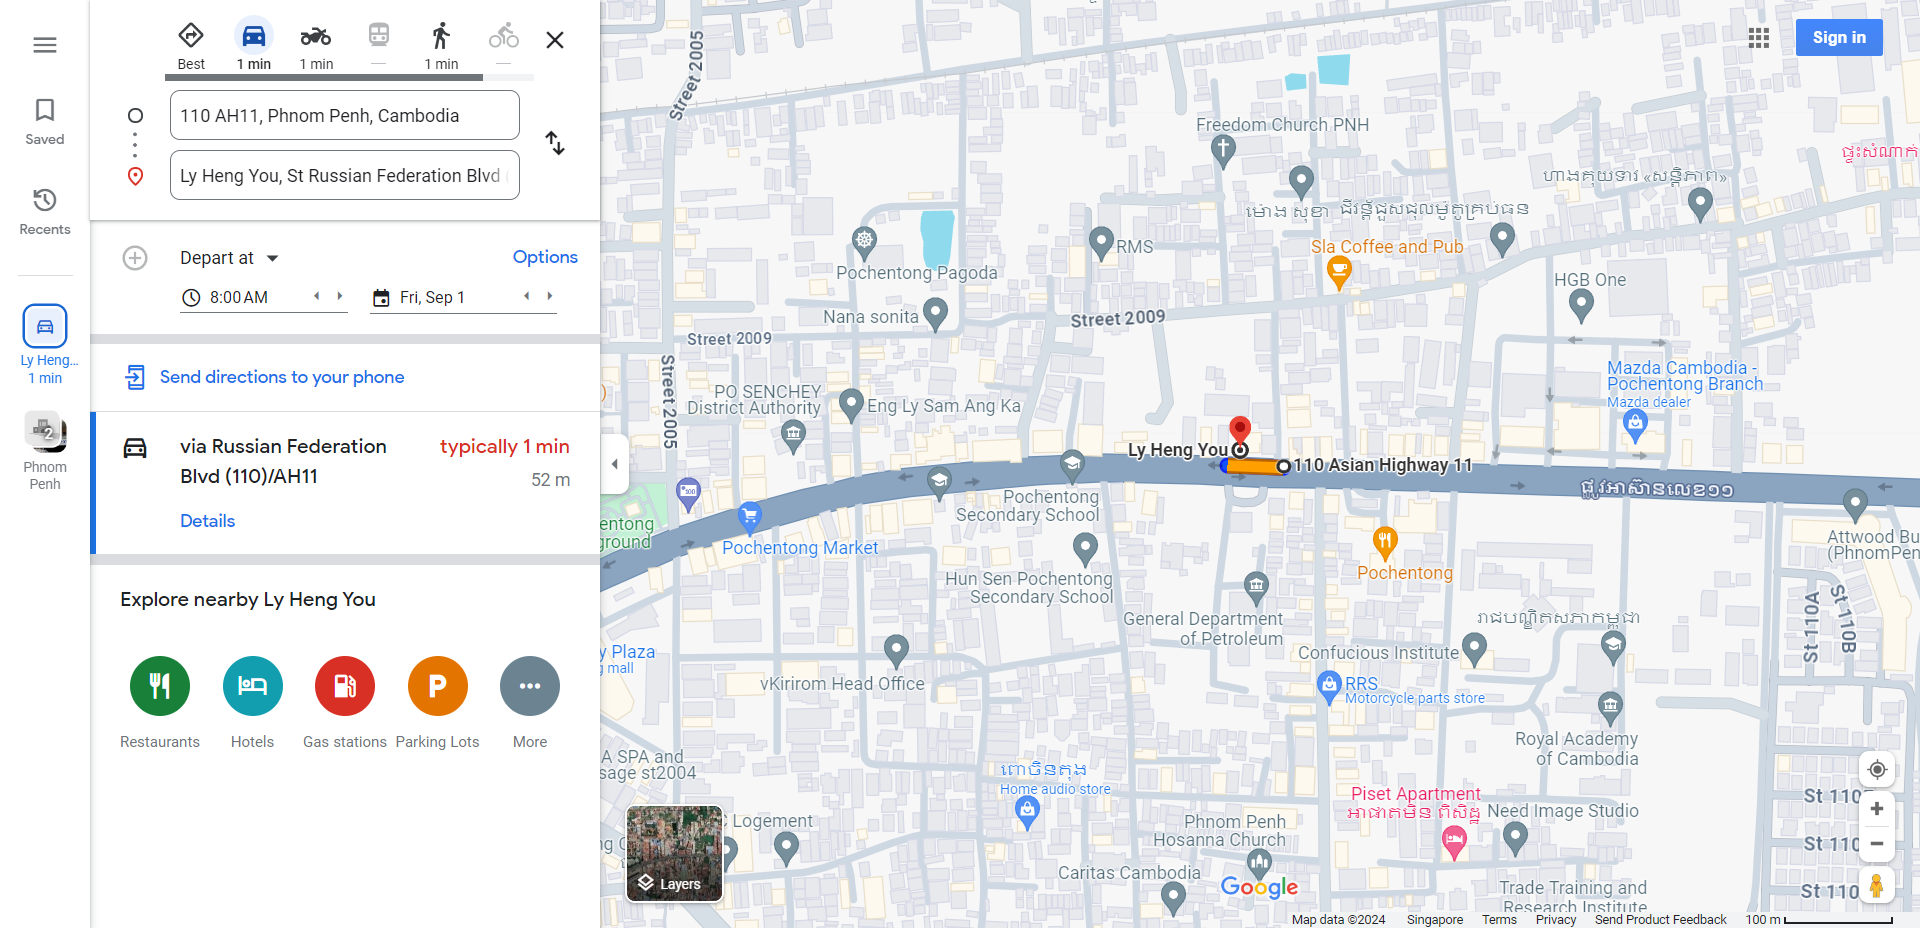 Best
1 min
1 min
1 min
Saved
Recents
Ly Heng...
1 min
2
Phnom
Penh
110 AH11, Phnom Penh, Cambodia
Ly Heng You, St Russian Federation Blvd
Depart at
Options
8:00 AM
Fri, Sep 1
Send directions to your phone
via Russian Federation
Blvd (110)/AH11
typically 1 min
52 m
Details
Explore nearby Ly Heng You
Restaurants
Hotels
Gas stations
P
Parking Lots
More
Sign in
Street 2005
Freedom Church PNH
ផ្ទះសំណាក់
ហាងគុយទាវ «សន្តិភាព»
ម៉ោង សុខា
ជីវន្ត័ជួសជុលម៉ូតូគ្រប់ធន
RMS
Sla Coffee and Pub
Pochentong Pagoda
HGB One
Nana sonita
Street 2009
Street 2009
Street 2005
Mazda Cambodia -
Pochentong Branch
Mazda dealer
PO SENCHEY
District Authority
Eng Ly Sam Ang Ka
Ly Heng You
110 Asian Highway 11
ផ្លូវអាស៊ានលេខ១១
Pochentong
Secondary School
entong
ground
Pochentong Market
Attwood Bu
(PhnomPen
Pochentong
Hun Sen Pochentong
Secondary School
General Department
of Petroleum
រាជបណ្ឌិតសភាកម្ពុជា
St 110A
St 110B
y Plaza
g mall
Confucious Institute
vKirirom Head Office
RRS
Motorcycle parts store
Royal Academy
of Cambodia
A SPA and
sage st2004
ពោចិនតុង
Home audio store
Piset Apartment
អាផាតមិន ពិសិដ្ឋ
Need Image Studio
St 110
C Logement
Phnom Penh
Hosanna Church
St 110
Caritas Cambodia
Google
Trade Training and
Research Institute
St 110
Layers
Map data ©2024
Singapore
Terms
Privacy
Send Product Feedback
100 m